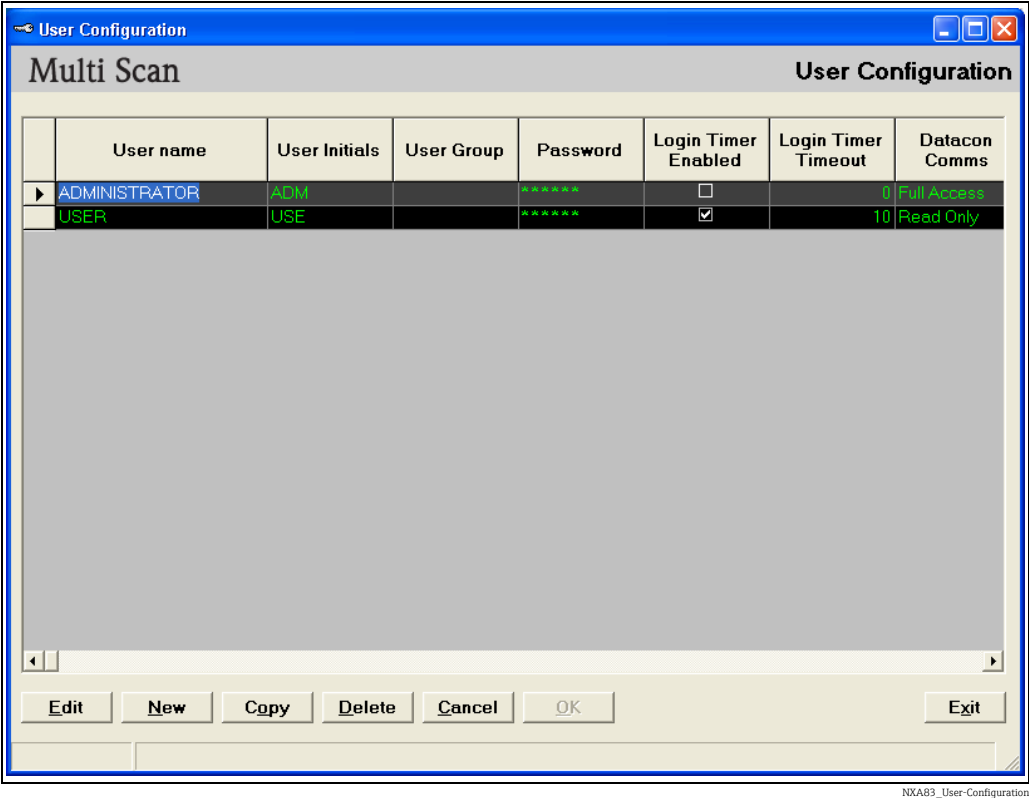 User Configuration
Multi Scan
User Configuration
User name User Initials User Group Password Login Timer Enabled Login Timer Timeout Datacon Comms
ADMINISTRATOR ADM ****** 0 Full Access
USER USE ****** 10 Read Only
Edit New Copy Delete Cancel OK Exit
NXA83_User-Configuration